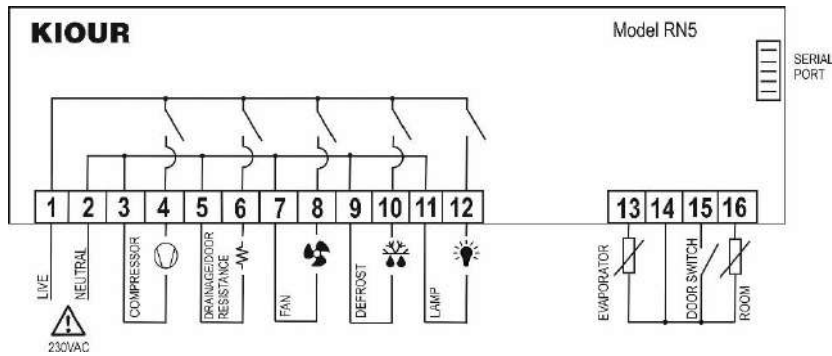 KIOUR
Model RN5
SERIAL
PORT
1 2 3 4 5 6 7 8 9 10 11 12
13 14 15 16
LIVE
NEUTRAL
COMPRESSOR
DRAINAGE/DOOR
RESISTANCE
FAN
DEFROST
LAMP
EVAPORATOR
DOOR SWITCH
ROOM
230VAC